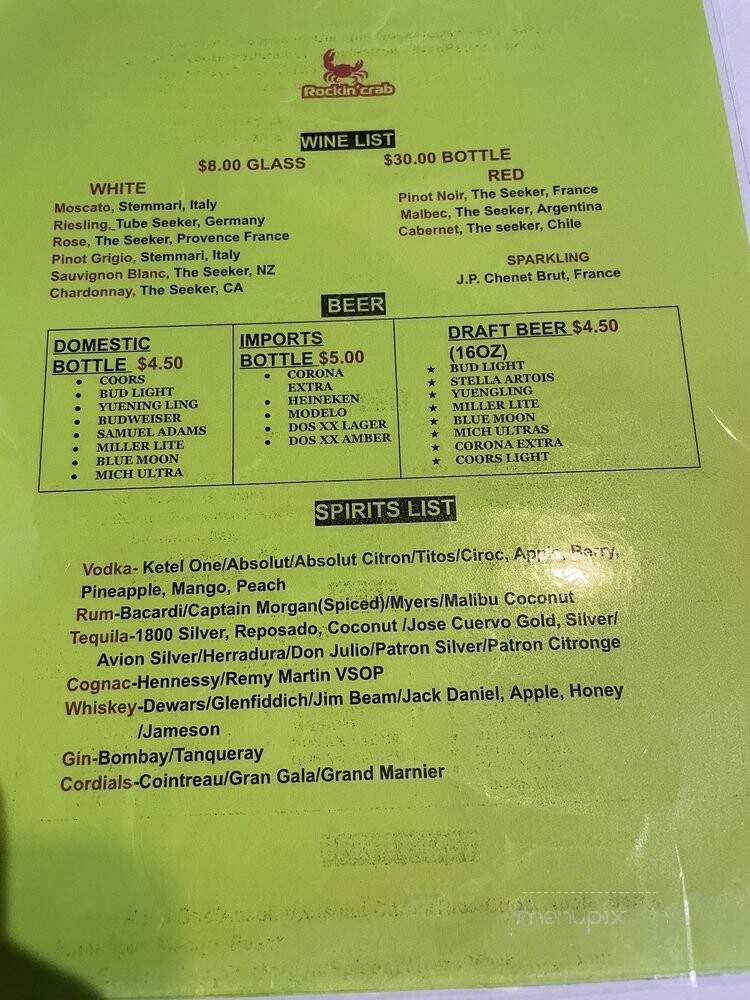 Rockin'crab
WINE LIST
$8.00 GLASS
$30.00 BOTTLE
WHITE
Moscato, Stemmari, Italy
Riesling, Tube Seeker, Germany
Rose, The Seeker, Provence France
Pinot Grigio, Stemmari, Italy
Sauvignon Blanc, The Seeker, NZ
Chardonnay, The Seeker, CA
RED
Pinot Noir, The Seeker, France
Malbec, The Seeker, Argentina
Cabernet, The seeker, Chile
SPARKLING
J.P. Chenet Brut, France
BEER
DOMESTIC
BOTTLE $4.50
• COORS
• BUD LIGHT
• YUENING LING
• BUDWEISER
• SAMUEL ADAMS
• MILLER LITE
• BLUE MOON
• MICH ULTRA
IMPORTS
BOTTLE $5.00
• CORONA
EXTRA
• HEINEKEN
• MODELO
• DOS XX LAGER
• DOS XX AMBER
DRAFT BEER $4.50
(16OZ)
★ BUD LIGHT
★ STELLA ARTOIS
★ YUENGLING
★ MILLER LITE
★ BLUE MOON
★ MICH ULTRAS
★ CORONA EXTRA
★ COORS LIGHT
SPIRITS LIST
Vodka- Ketel One/Absolut/Absolut Citron/Titos/Ciroc, Apple, Berry,
Pineapple, Mango, Peach
Rum-Bacardi/Captain Morgan(Spiced)/Myers/Malibu Coconut
Tequila-1800 Silver, Reposado, Coconut /Jose Cuervo Gold, Silver/
Avion Silver/Herradura/Don Julio/Patron Silver/Patron Citronge
Cognac-Hennessy/Remy Martin VSOP
Whiskey-Dewars/Glenfiddich/Jim Beam/Jack Daniel, Apple, Honey
/Jameson
Gin-Bombay/Tanqueray
Cordials-Cointreau/Gran Gala/Grand Marnier
menupix